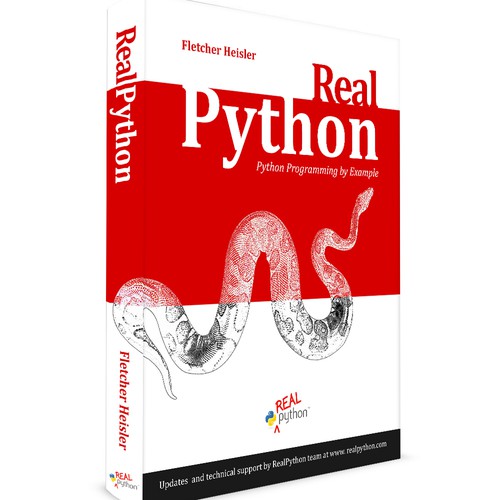 Fletcher Heisler
Real
Python
Python Programming by Example
REAL
python™
Updates and technical support by RealPython team at www. realpython.com
RealPython
Fletcher Heisler
REAL
python